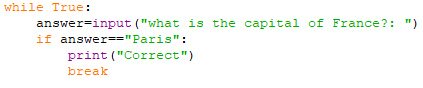 while True:
    answer=input("what is the capital of France?: ")
    if answer=="Paris":
        print("Correct")
        break